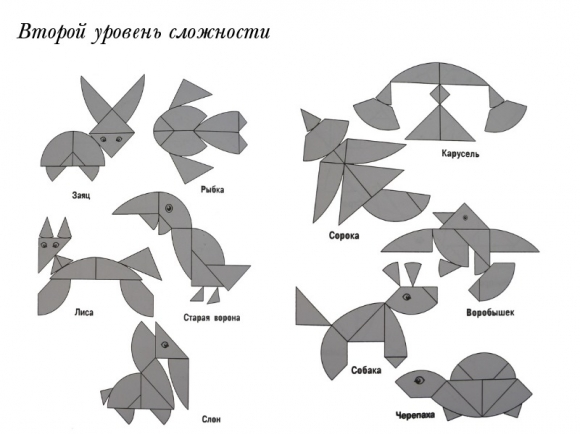 Второй уровень сложности
Заяц
Рыбка
Карусель
Сорока
Лиса
Старая ворона
Воробышек
Собака
Слон
Черепаха